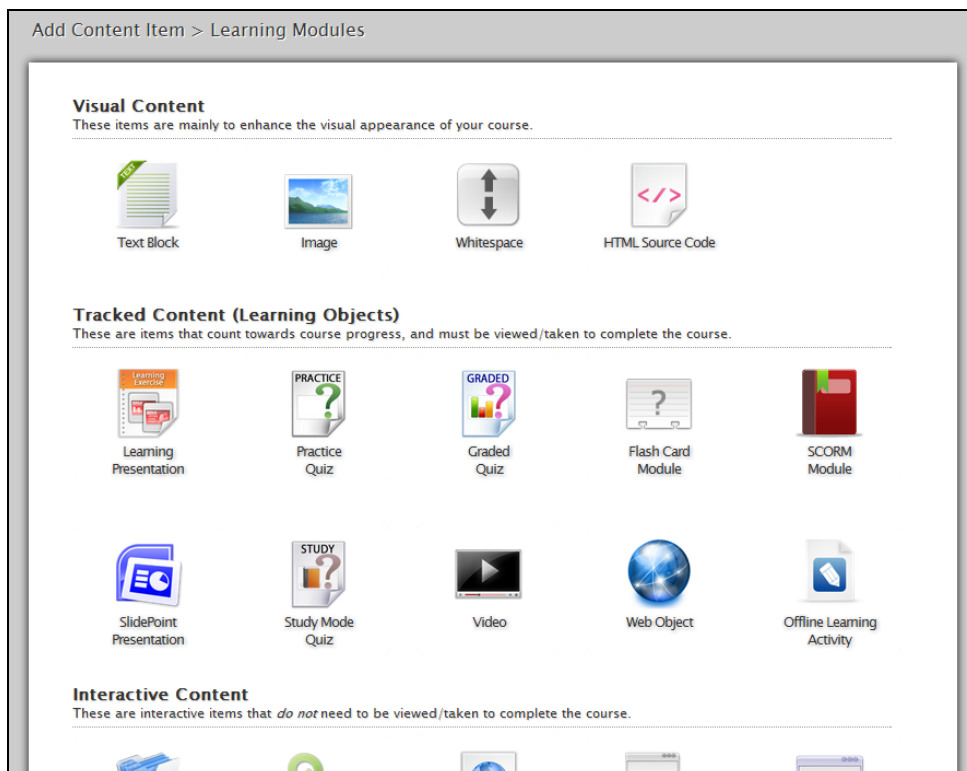 Add Content Item > Learning Modules
Visual Content
These items are mainly to enhance the visual appearance of your course.
TEXT
</>
Text Block
Image
Whitespace
HTML Source Code
Tracked Content (Learning Objects)
These are items that count towards course progress, and must be viewed/taken to complete the course.
Learning
Exercise
PRACTICE
?
GRADED
?
?
Learning
Presentation
Practice
Quiz
Graded
Quiz
Flash Card
Module
SCORM
Module
STUDY
?
SlidePoint
Presentation
Study Mode
Quiz
Video
Web Object
Offline Learning
Activity
Interactive Content
These are interactive items that do not need to be viewed/taken to complete the course.